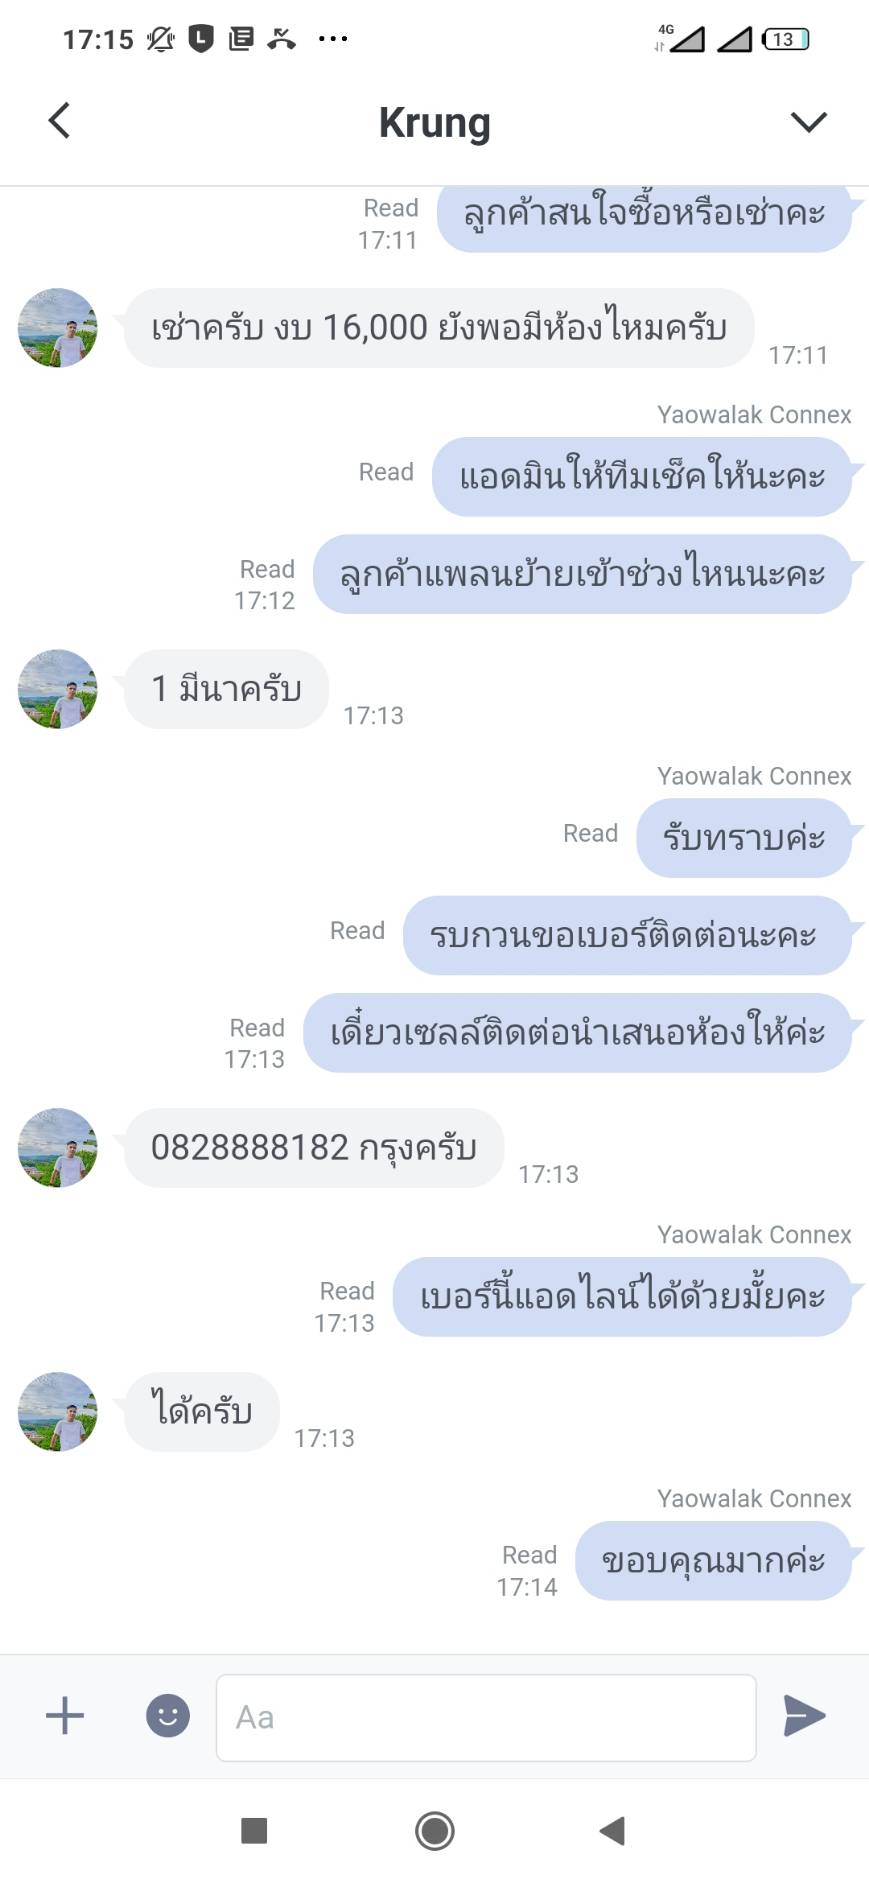 17:15
4G
13
Krung
ลูกค้าสนใจซื้อหรือเช่าคะ
Read
17:11
เช่าครับ งบ 16,000 ยังพอมีห้องไหมครับ
17:11
Yaowalak Connex
Read
แอดมินให้ทีมเช็คให้นะคะ
Read
17:12
ลูกค้าแพลนย้ายเข้าช่วงไหนนะคะ
1 มีนาครับ
17:13
Yaowalak Connex
Read
รับทราบค่ะ
Read
รบกวนขอเบอร์ติดต่อนะคะ
Read
17:13
เดี๋ยวเซลล์ติดต่อนำเสนอห้องให้ค่ะ
0828888182 กรุงครับ
17:13
Yaowalak Connex
Read
17:13
เบอร์นี้แอดไลน์ได้ด้วยมั้ยคะ
ได้ครับ
17:13
Yaowalak Connex
Read
17:14
ขอบคุณมากค่ะ
Aa